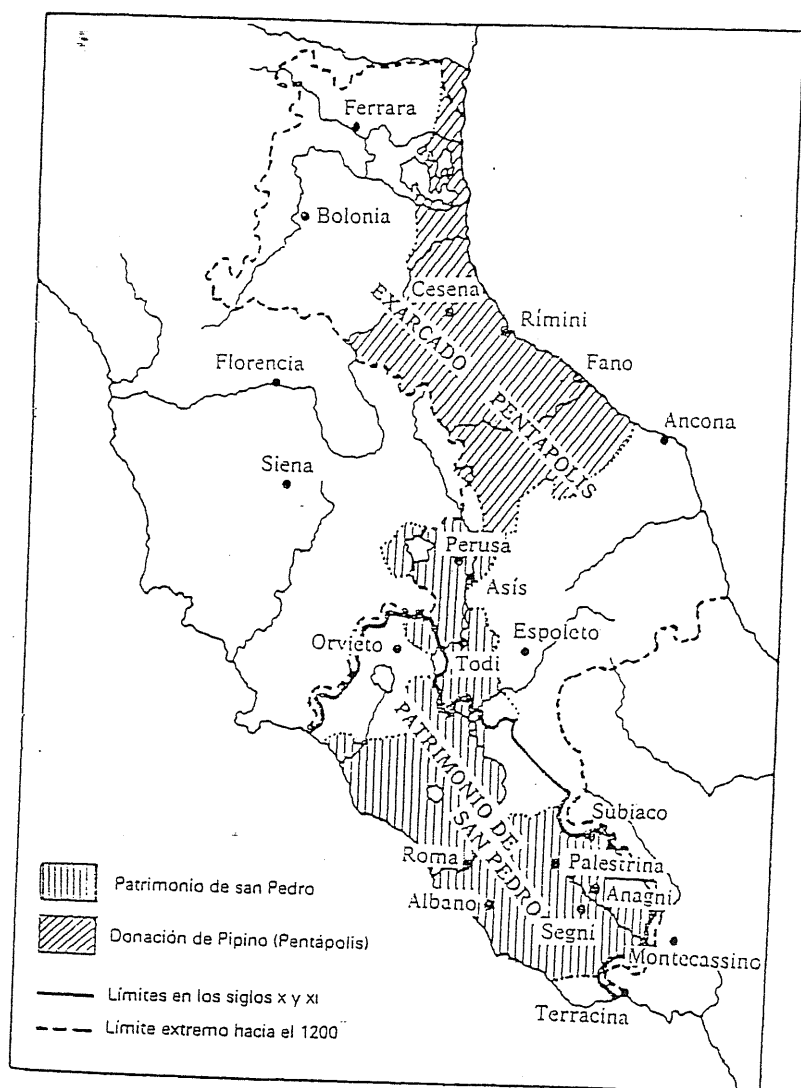 Ferrara
Bolonia
Cesena
EXARCADO
Rímini
Florencia
Fano
PENTAPOLIS
Ancona
Siena
Perusa
Asís
Orvieto
Espoleto
Todi
PATRIMONIO DE
SAN PEDRO
Subiaco
Roma
Palestrina
Anagni
Albano
Segni
Montecassino
Terracina
Patrimonio de san Pedro
Donación de Pipino (Pentápolis)
Límites en los siglos X y XI
Límite extremo hacia el 1200